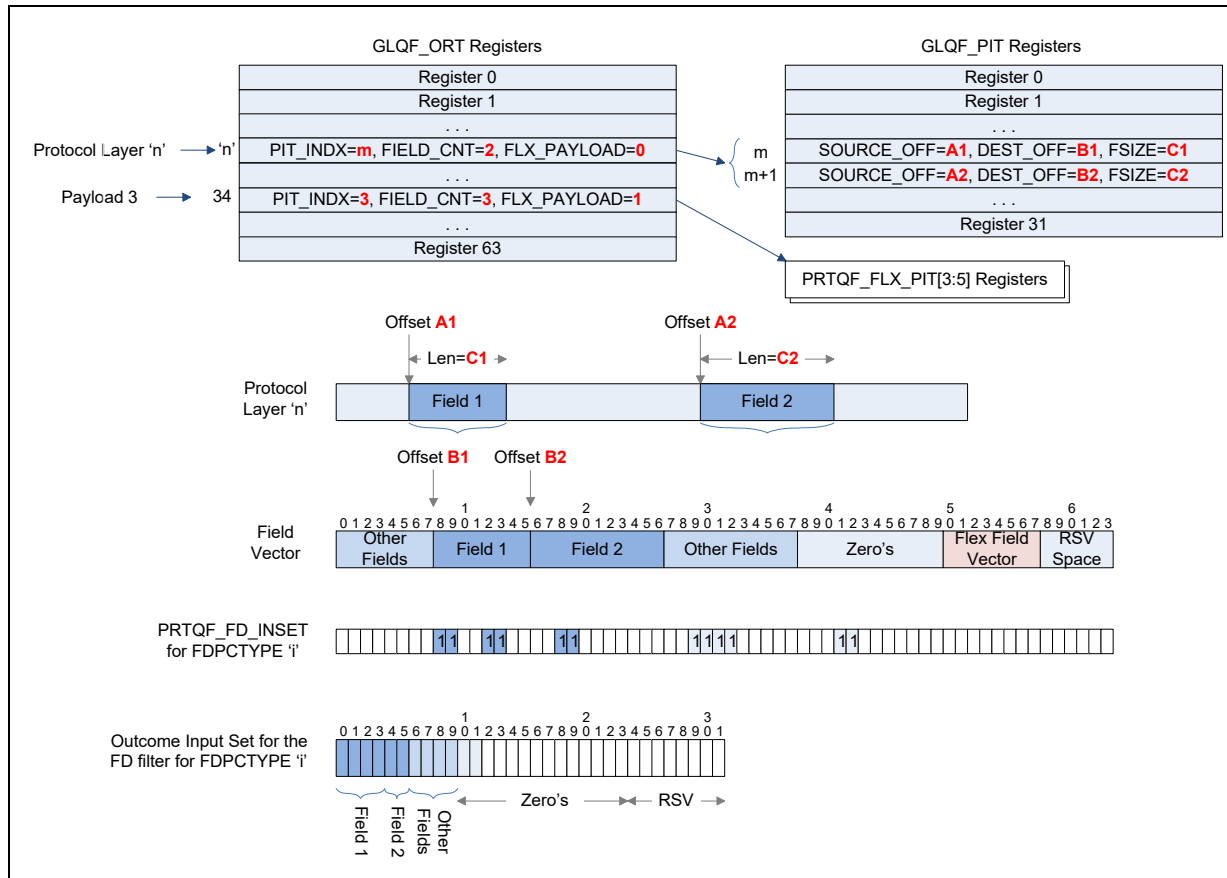 GLQF_ORT Registers
GLQF_PIT Registers
Register 0
Register 0
Register 1
Register 1
. . .
. . .
Protocol Layer ‘n’
‘n’
PIT_INDX=m, FIELD_CNT=2, FLX_PAYLOAD=0
m
SOURCE_OFF=A1, DEST_OFF=B1, FSIZE=C1
. . .
m+1
SOURCE_OFF=A2, DEST_OFF=B2, FSIZE=C2
Payload 3
34
PIT_INDX=3, FIELD_CNT=3, FLX_PAYLOAD=1
. . .
. . .
Register 31
Register 63
PRTQF_FLX_PIT[3:5] Registers
Offset A1
Offset A2
Len=C1
Len=C2
Protocol
Layer ‘n’
Field 1
Field 2
Offset B1
Offset B2
1 2 3 4 5 6
0 1 2 3 4 5 6 7 8 9 0 1 2 3 4 5 6 7 8 9 0 1 2 3 4 5 6 7 8 9 0 1 2 3 4 5 6 7 8 9 0 1 2 3 4 5 6 7 8 9 0 1 2 3 4 5 6 7 8 9 0 1 2 3
Field
Vector
Other
Fields
Field 1
Field 2
Other Fields
Zero's
Flex Field
Vector
RSV
Space
PRTQF_FD_INSET
for FDPCTYPE ‘i’
1 1 1 1 1 1 1 1 1 1 1 1
1 2 3
0 1 2 3 4 5 6 7 8 9 0 1 2 3 4 5 6 7 8 9 0 1 2 3 4 5 6 7 8 9 0 1
Outcome Input Set for the
FD filter for FDPCTYPE ‘i’
Field 1
Field 2
Other
Fields
Zero's
RSV